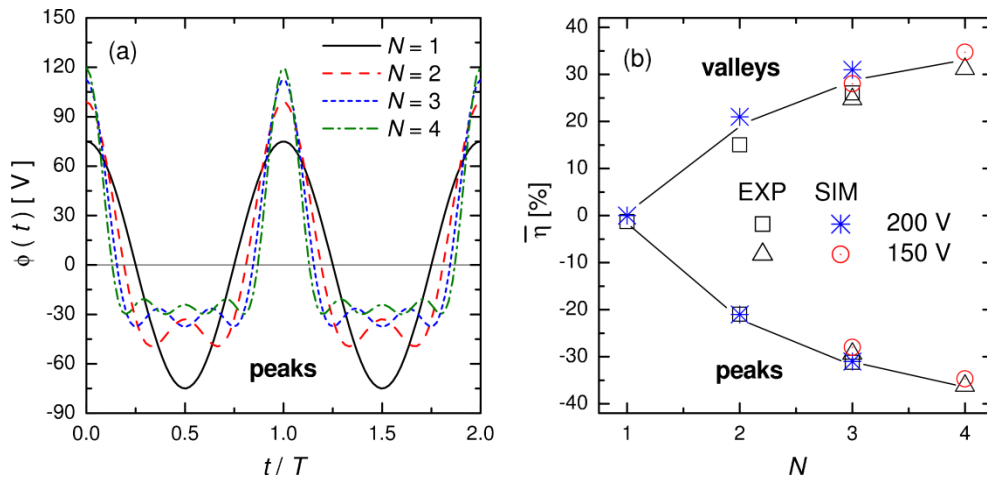 (a)
N = 1
N = 2
N = 3
N = 4
peaks
150
120
90
60
30
0
-30
-60
-90
0.0 0.5 1.0 1.5 2.0
ϕ ( t ) [ V ]
t / T
(b)
valleys
EXP SIM
200 V
150 V
peaks
40
30
20
10
0
-10
-20
-30
-40
1 2 3 4
η̅ [%]
N